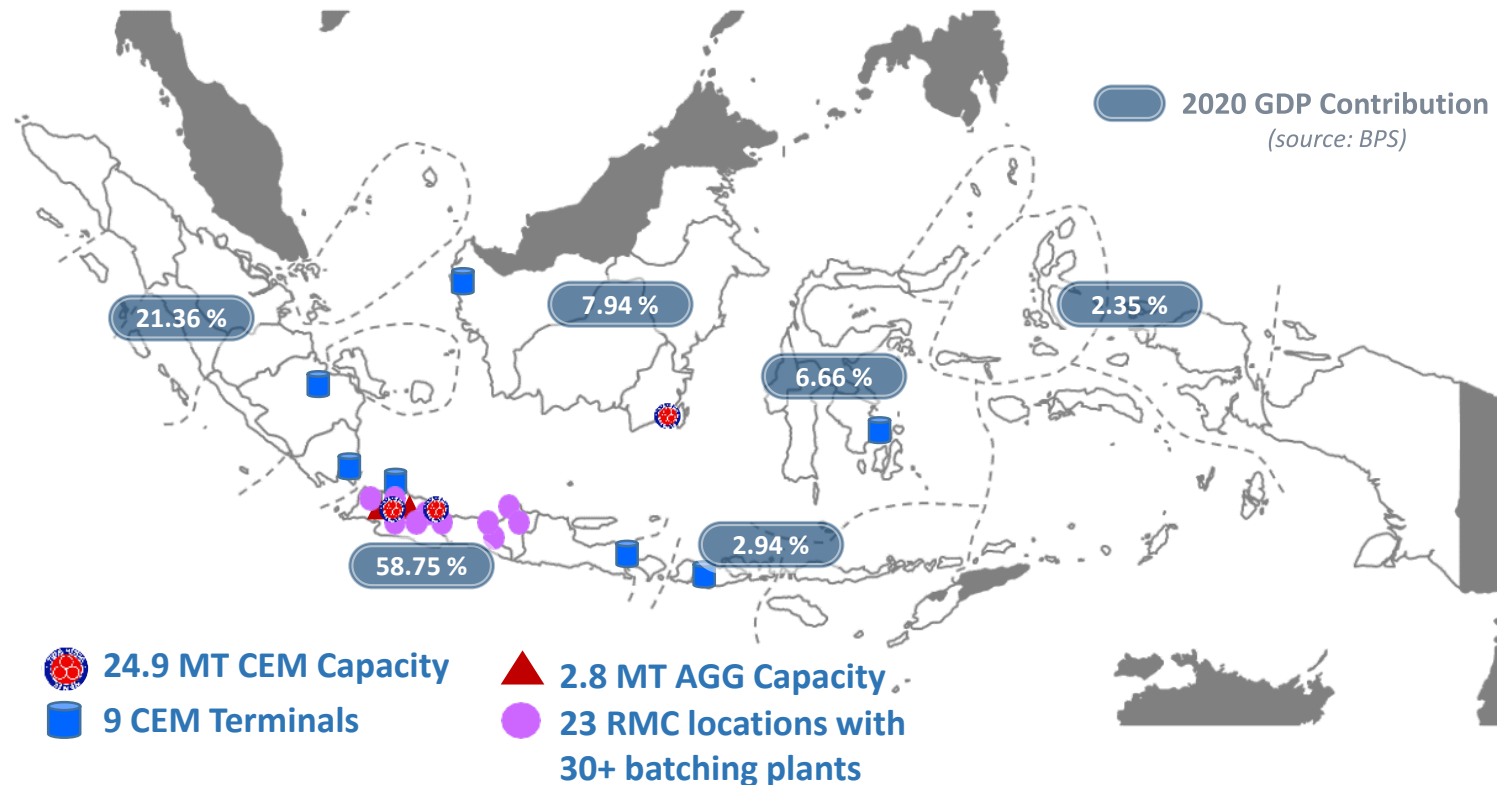 2020 GDP Contribution
(source: BPS)
21.36 %
7.94 %
2.35 %
6.66 %
2.94 %
58.75 %
24.9 MT CEM Capacity
9 CEM Terminals
2.8 MT AGG Capacity
23 RMC locations with
30+ batching plants